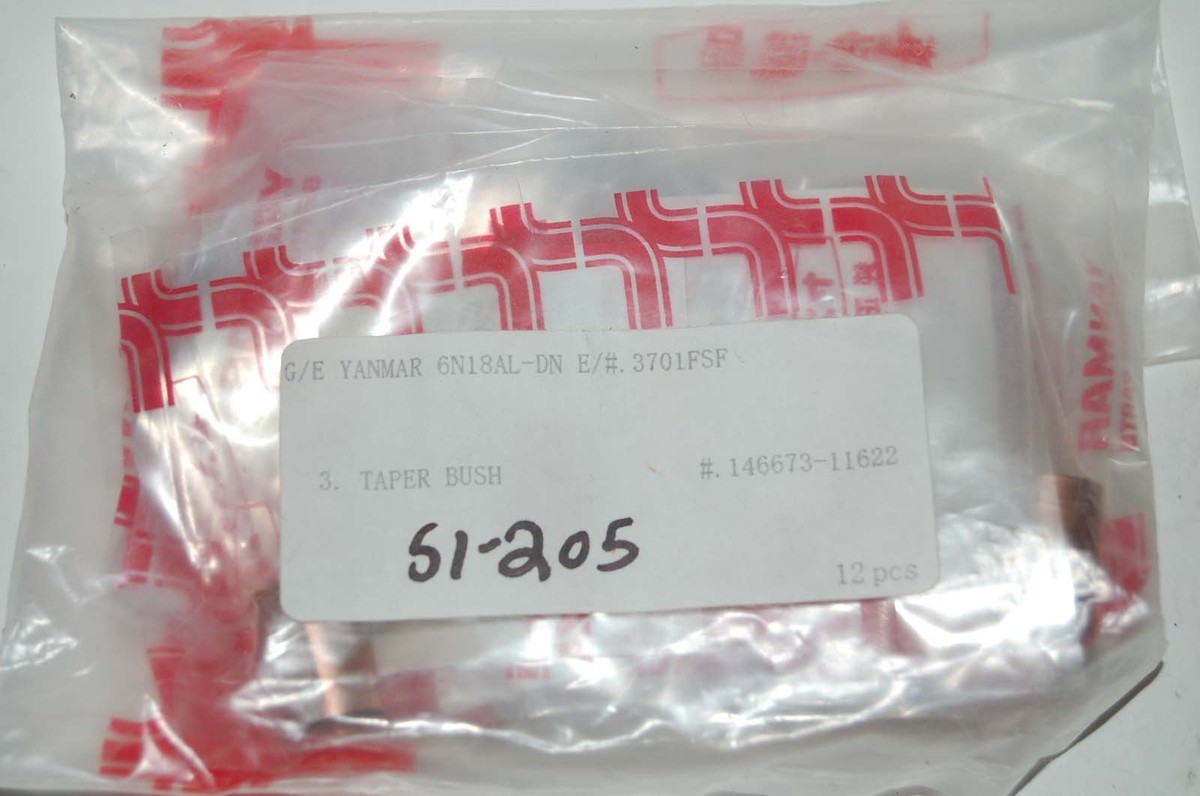 G/E YANMAR 6N18AL-DN E/#.3701FSF
3. TAPER BUSH #.146673-11622
51-205
12 pcs